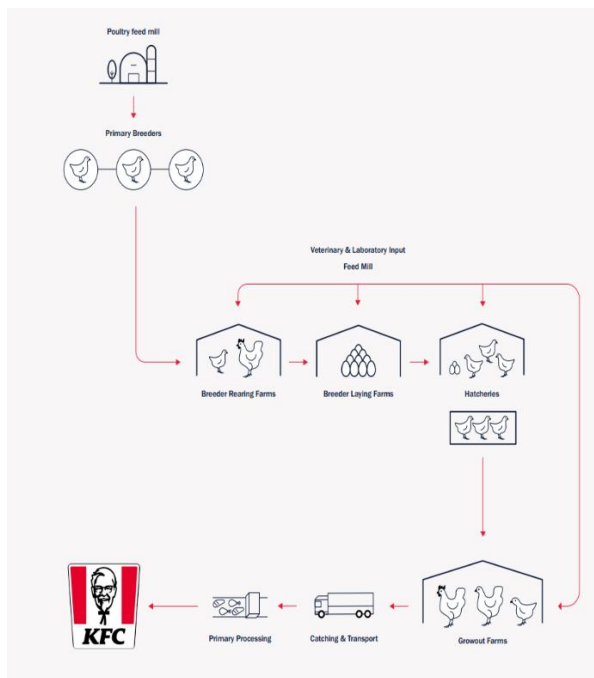 Poultry feed mill
Primary Breeders
Veterinary & Laboratory Input
Feed Mill
Breeder Rearing Farms
Breeder Laying Farms
Hatcheries
KFC
Primary Processing
Catching & Transport
Growout Farms